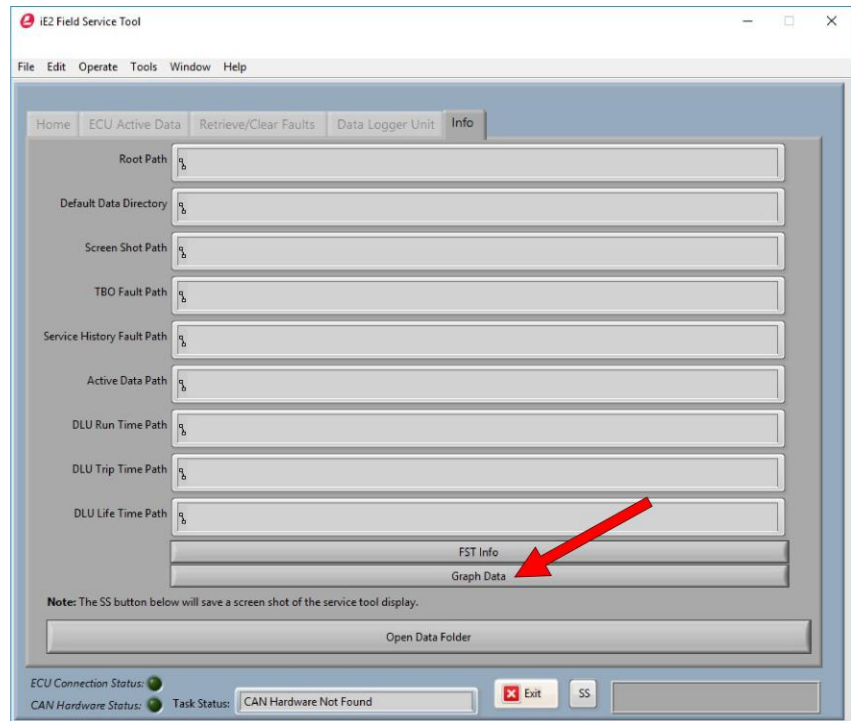 iE2 Field Service Tool
File Edit Operate Tools Window Help
Home ECU Active Data Retrieve/Clear Faults Data Logger Unit Info
Root Path
Default Data Directory
Screen Shot Path
TBO Fault Path
Service History Fault Path
Active Data Path
DLU Run Time Path
DLU Trip Time Path
DLU Life Time Path
FST Info
Graph Data
Note: The SS button below will save a screen shot of the service tool display.
Open Data Folder
ECU Connection Status:
CAN Hardware Status: Task Status: CAN Hardware Not Found Exit SS